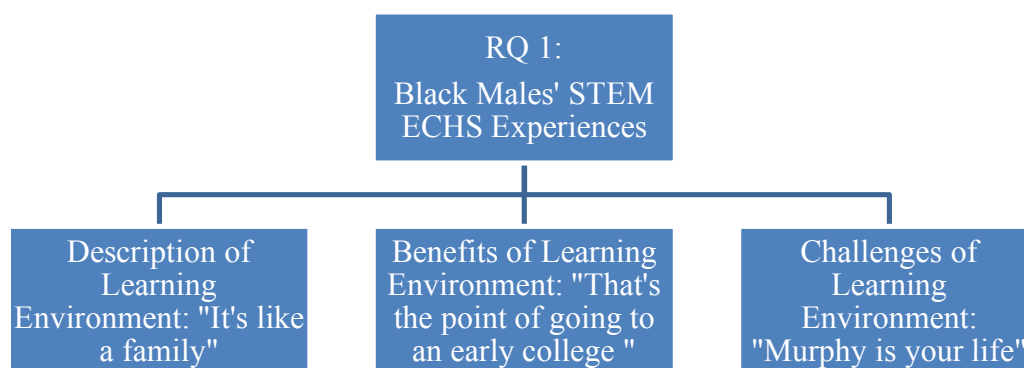 RQ 1:
Black Males' STEM
ECHS Experiences
Description of
Learning
Environment: "It's like
a family"
Benefits of Learning
Environment: "That's
the point of going to
an early college "
Challenges of
Learning
Environment:
"Murphy is your life"